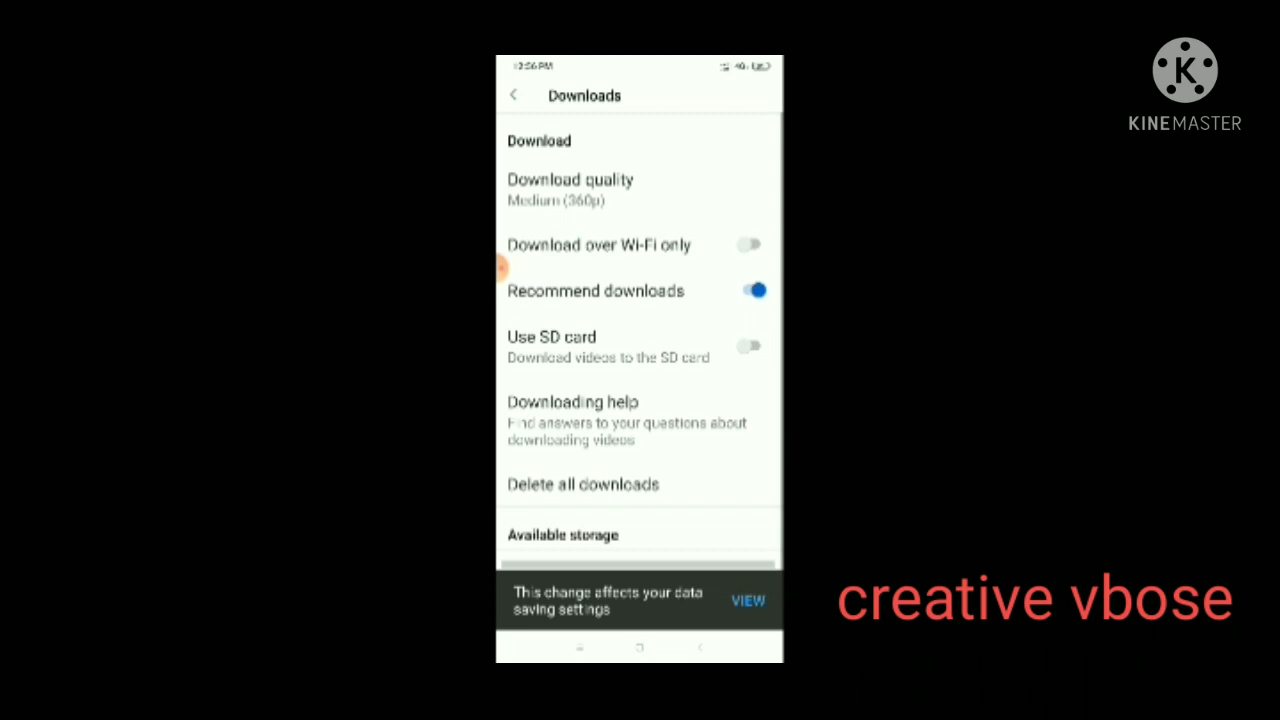 12:56 PM
4G
Downloads
Download
Download quality
Medium (360p)
Download over Wi-Fi only
Recommend downloads
Use SD card
Download videos to the SD card
Downloading help
Find answers to your questions about
downloading videos
Delete all downloads
Available storage
This change affects your data
saving settings
VIEW
K
KINEMASTER
creative vbose